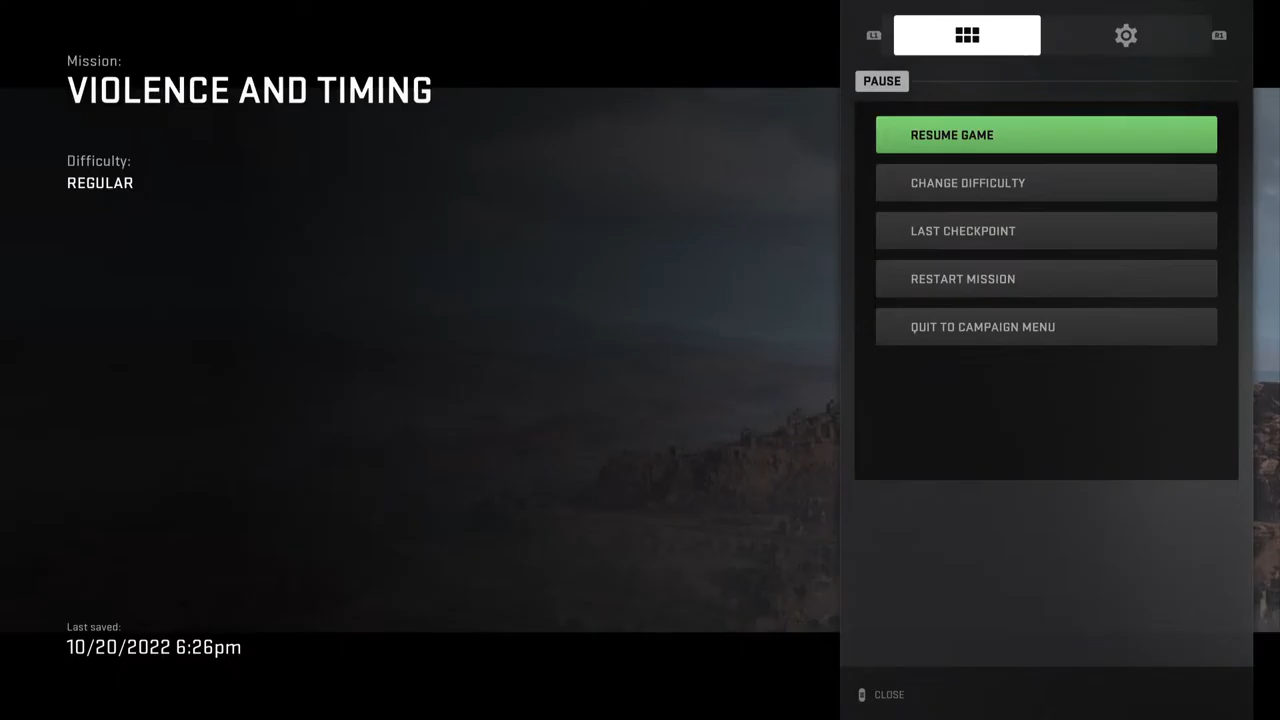 Mission:
VIOLENCE AND TIMING
Difficulty:
REGULAR
Last saved:
10/20/2022 6:26pm
L1
R1
PAUSE
RESUME GAME
CHANGE DIFFICULTY
LAST CHECKPOINT
RESTART MISSION
QUIT TO CAMPAIGN MENU
CLOSE